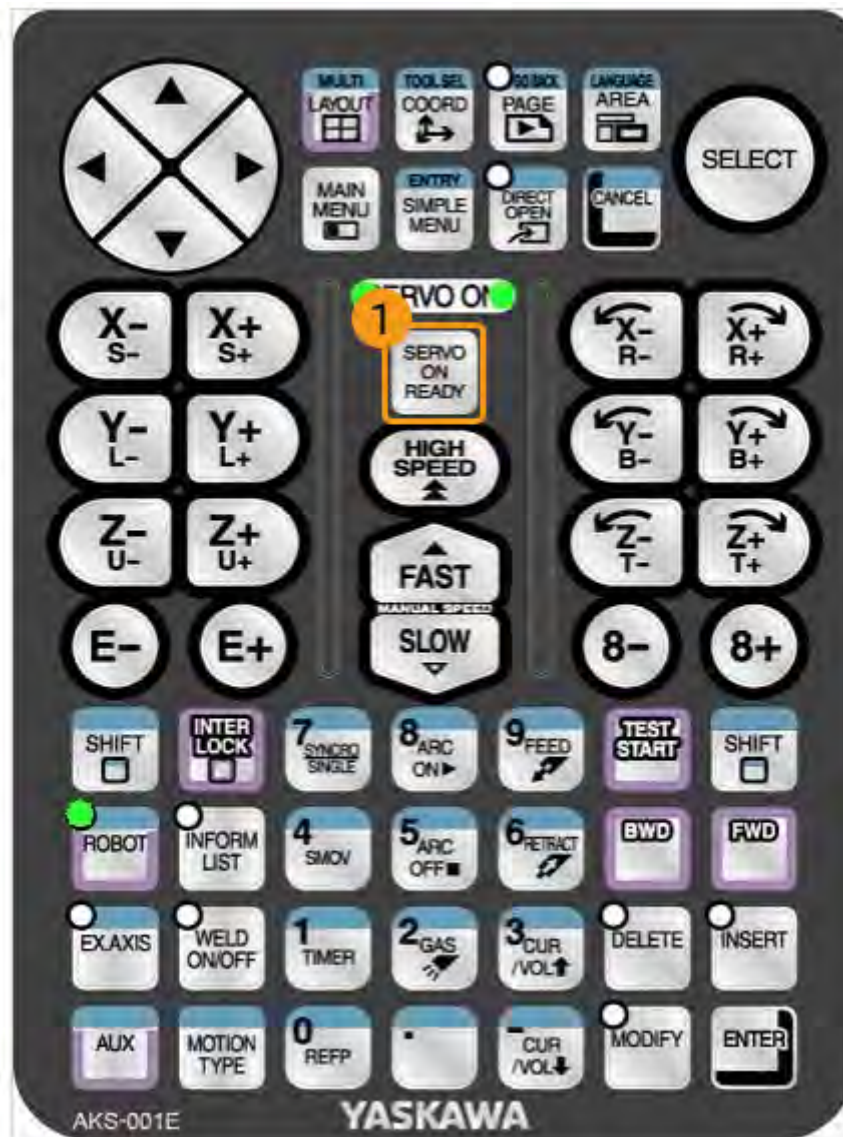 MULTI
LAYOUT
TOOL SEL
COORD
GO BACK
PAGE
LANGUAGE
AREA
SELECT
MAIN
MENU
ENTRY
SIMPLE
MENU
DIRECT
OPEN
CANCEL
SERVO ON
1
SERVO
ON
READY
X-
S-
X+
S+
X-
R-
X+
R+
HIGH
SPEED
Y-
L-
Y+
L+
Y-
B-
Y+
B+
Z-
U-
Z+
U+
FAST
MANUAL SPEED
SLOW
Z-
T-
Z+
T+
E-
E+
8-
8+
SHIFT
INTER
LOCK
7
SYNCRO
SINGLE
8 ARC
ON
9 FEED
TEST
START
SHIFT
ROBOT
INFORM
LIST
4
SMOV
5 ARC
OFF
6 RETRACT
BWD
FWD
EX.AXIS
WELD
ON/OFF
1
TIMER
2 GAS
3 CUR
/VOL
DELETE
INSERT
AUX
MOTION
TYPE
0
REFP
.
- CUR
/VOL
MODIFY
ENTER
AKS-001E
YASKAWA